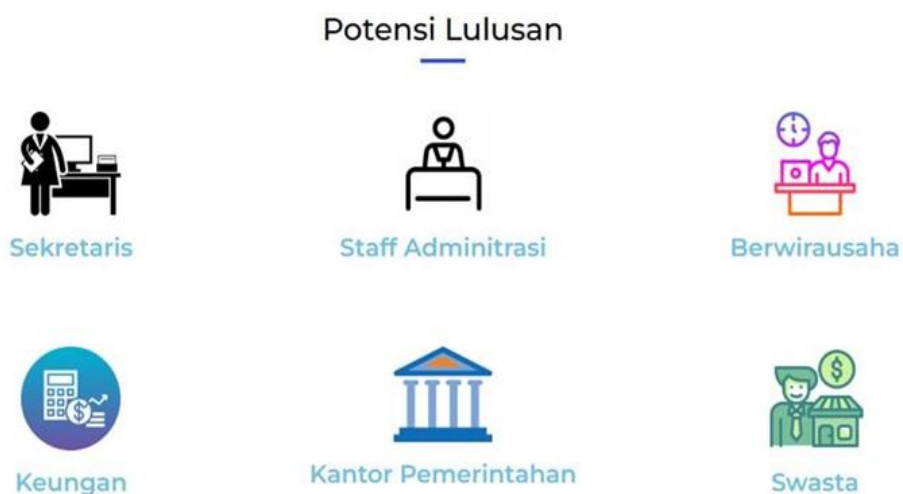 Potensi Lulusan
Sekretaris
Staff Adminitrasi
Berwirausaha
Keungan
Kantor Pemerintahan
Swasta